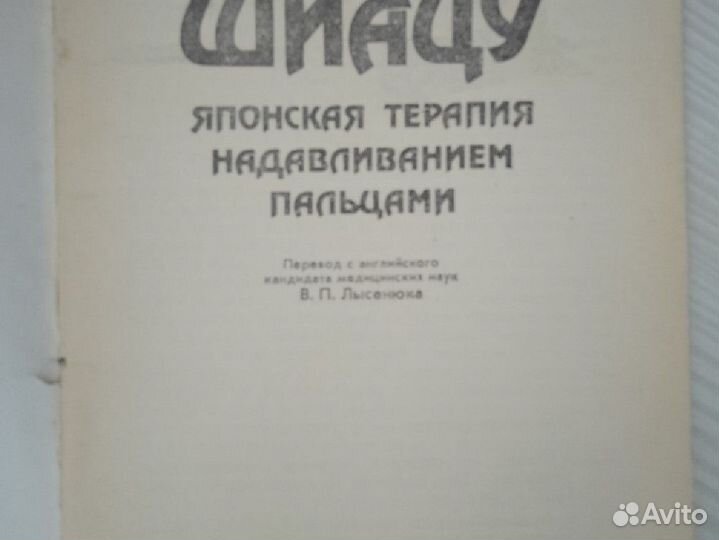 ШИАЦУ
ЯПОНСКАЯ ТЕРАПИЯ
НАДАВЛИВАНИЕМ
ПАЛЬЦАМИ
Перевод с английского
кандидата медицинских наук
В. П. Лысенюка
Avito